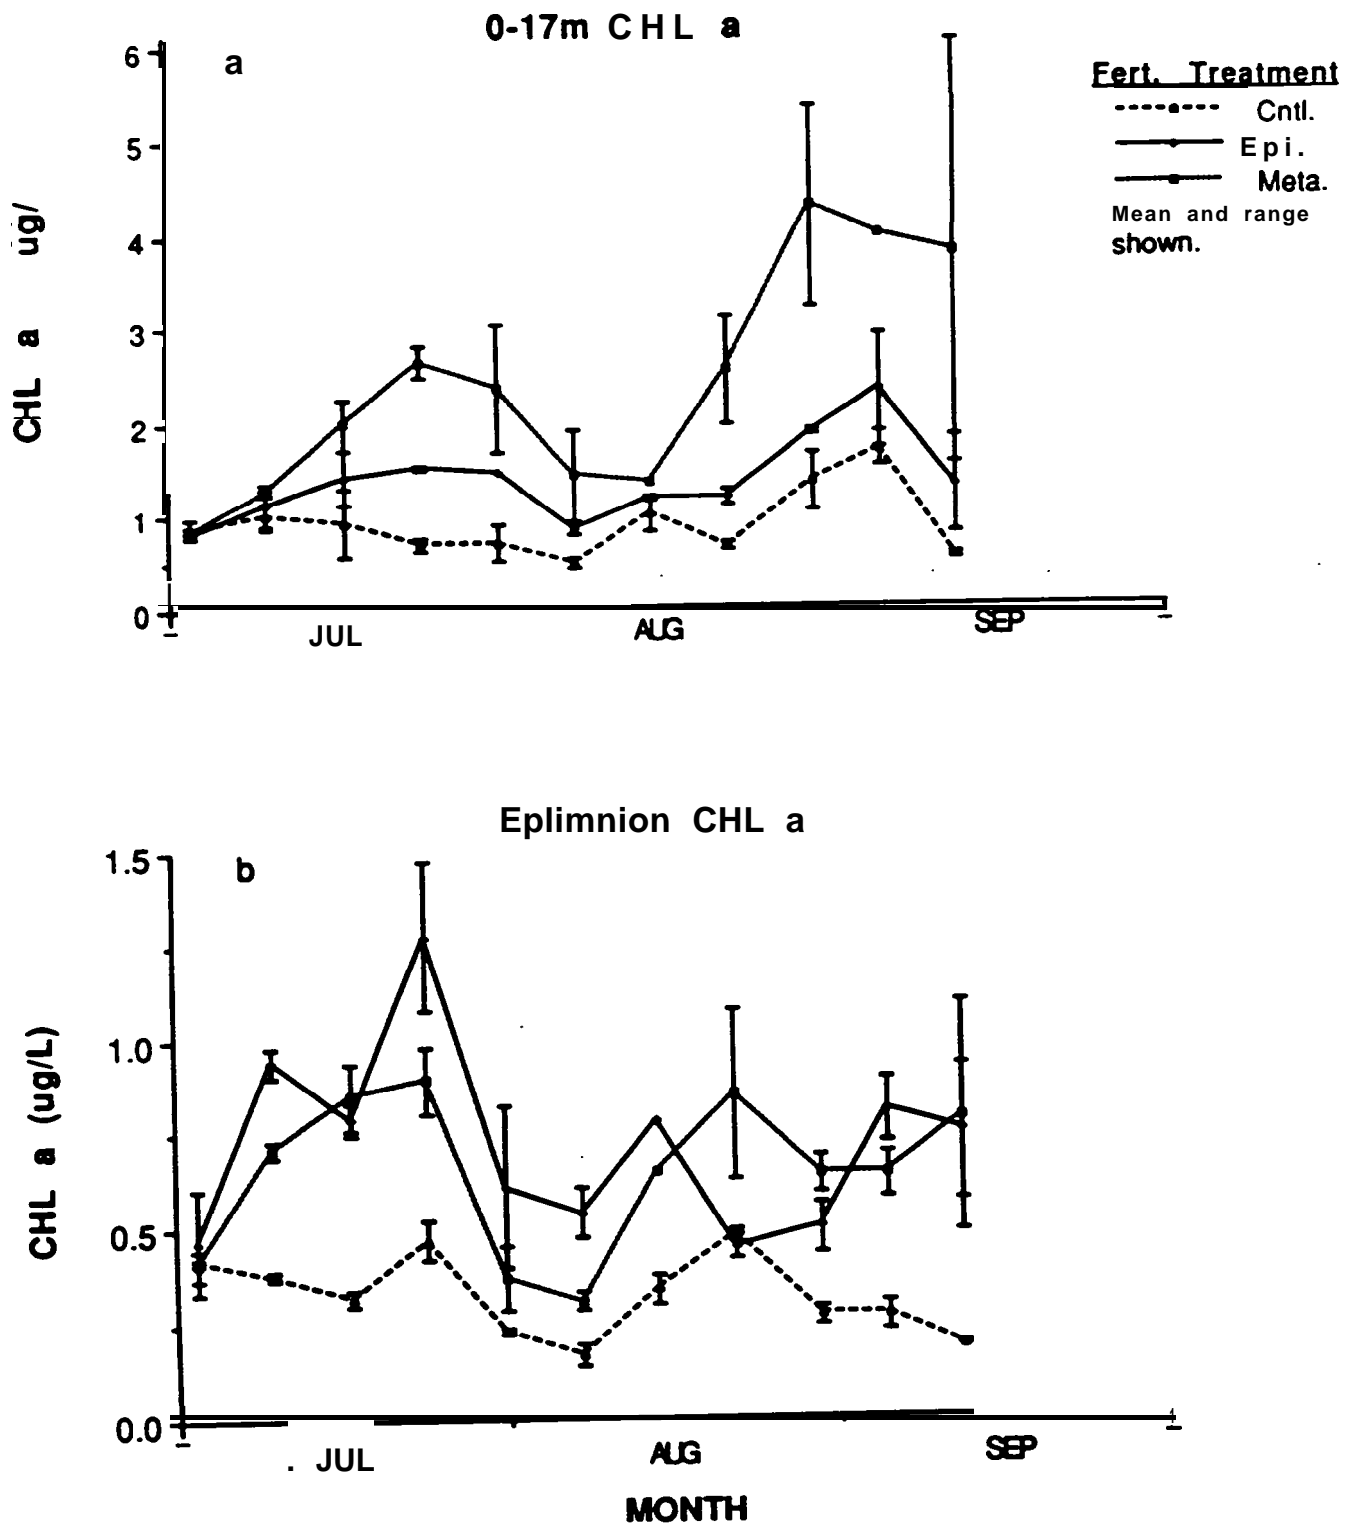 0-17m CHL a
a
6
5
4
3
2
1
0
CHL a ug/
Fert. Treatment
Cntl.
Epi.
Meta.
Mean and range
shown.
JUL AUG SEP
Eplimnion CHL a
b
1.5
1.0
0.5
0.0
CHL a (ug/L)
. JUL AUG SEP
MONTH